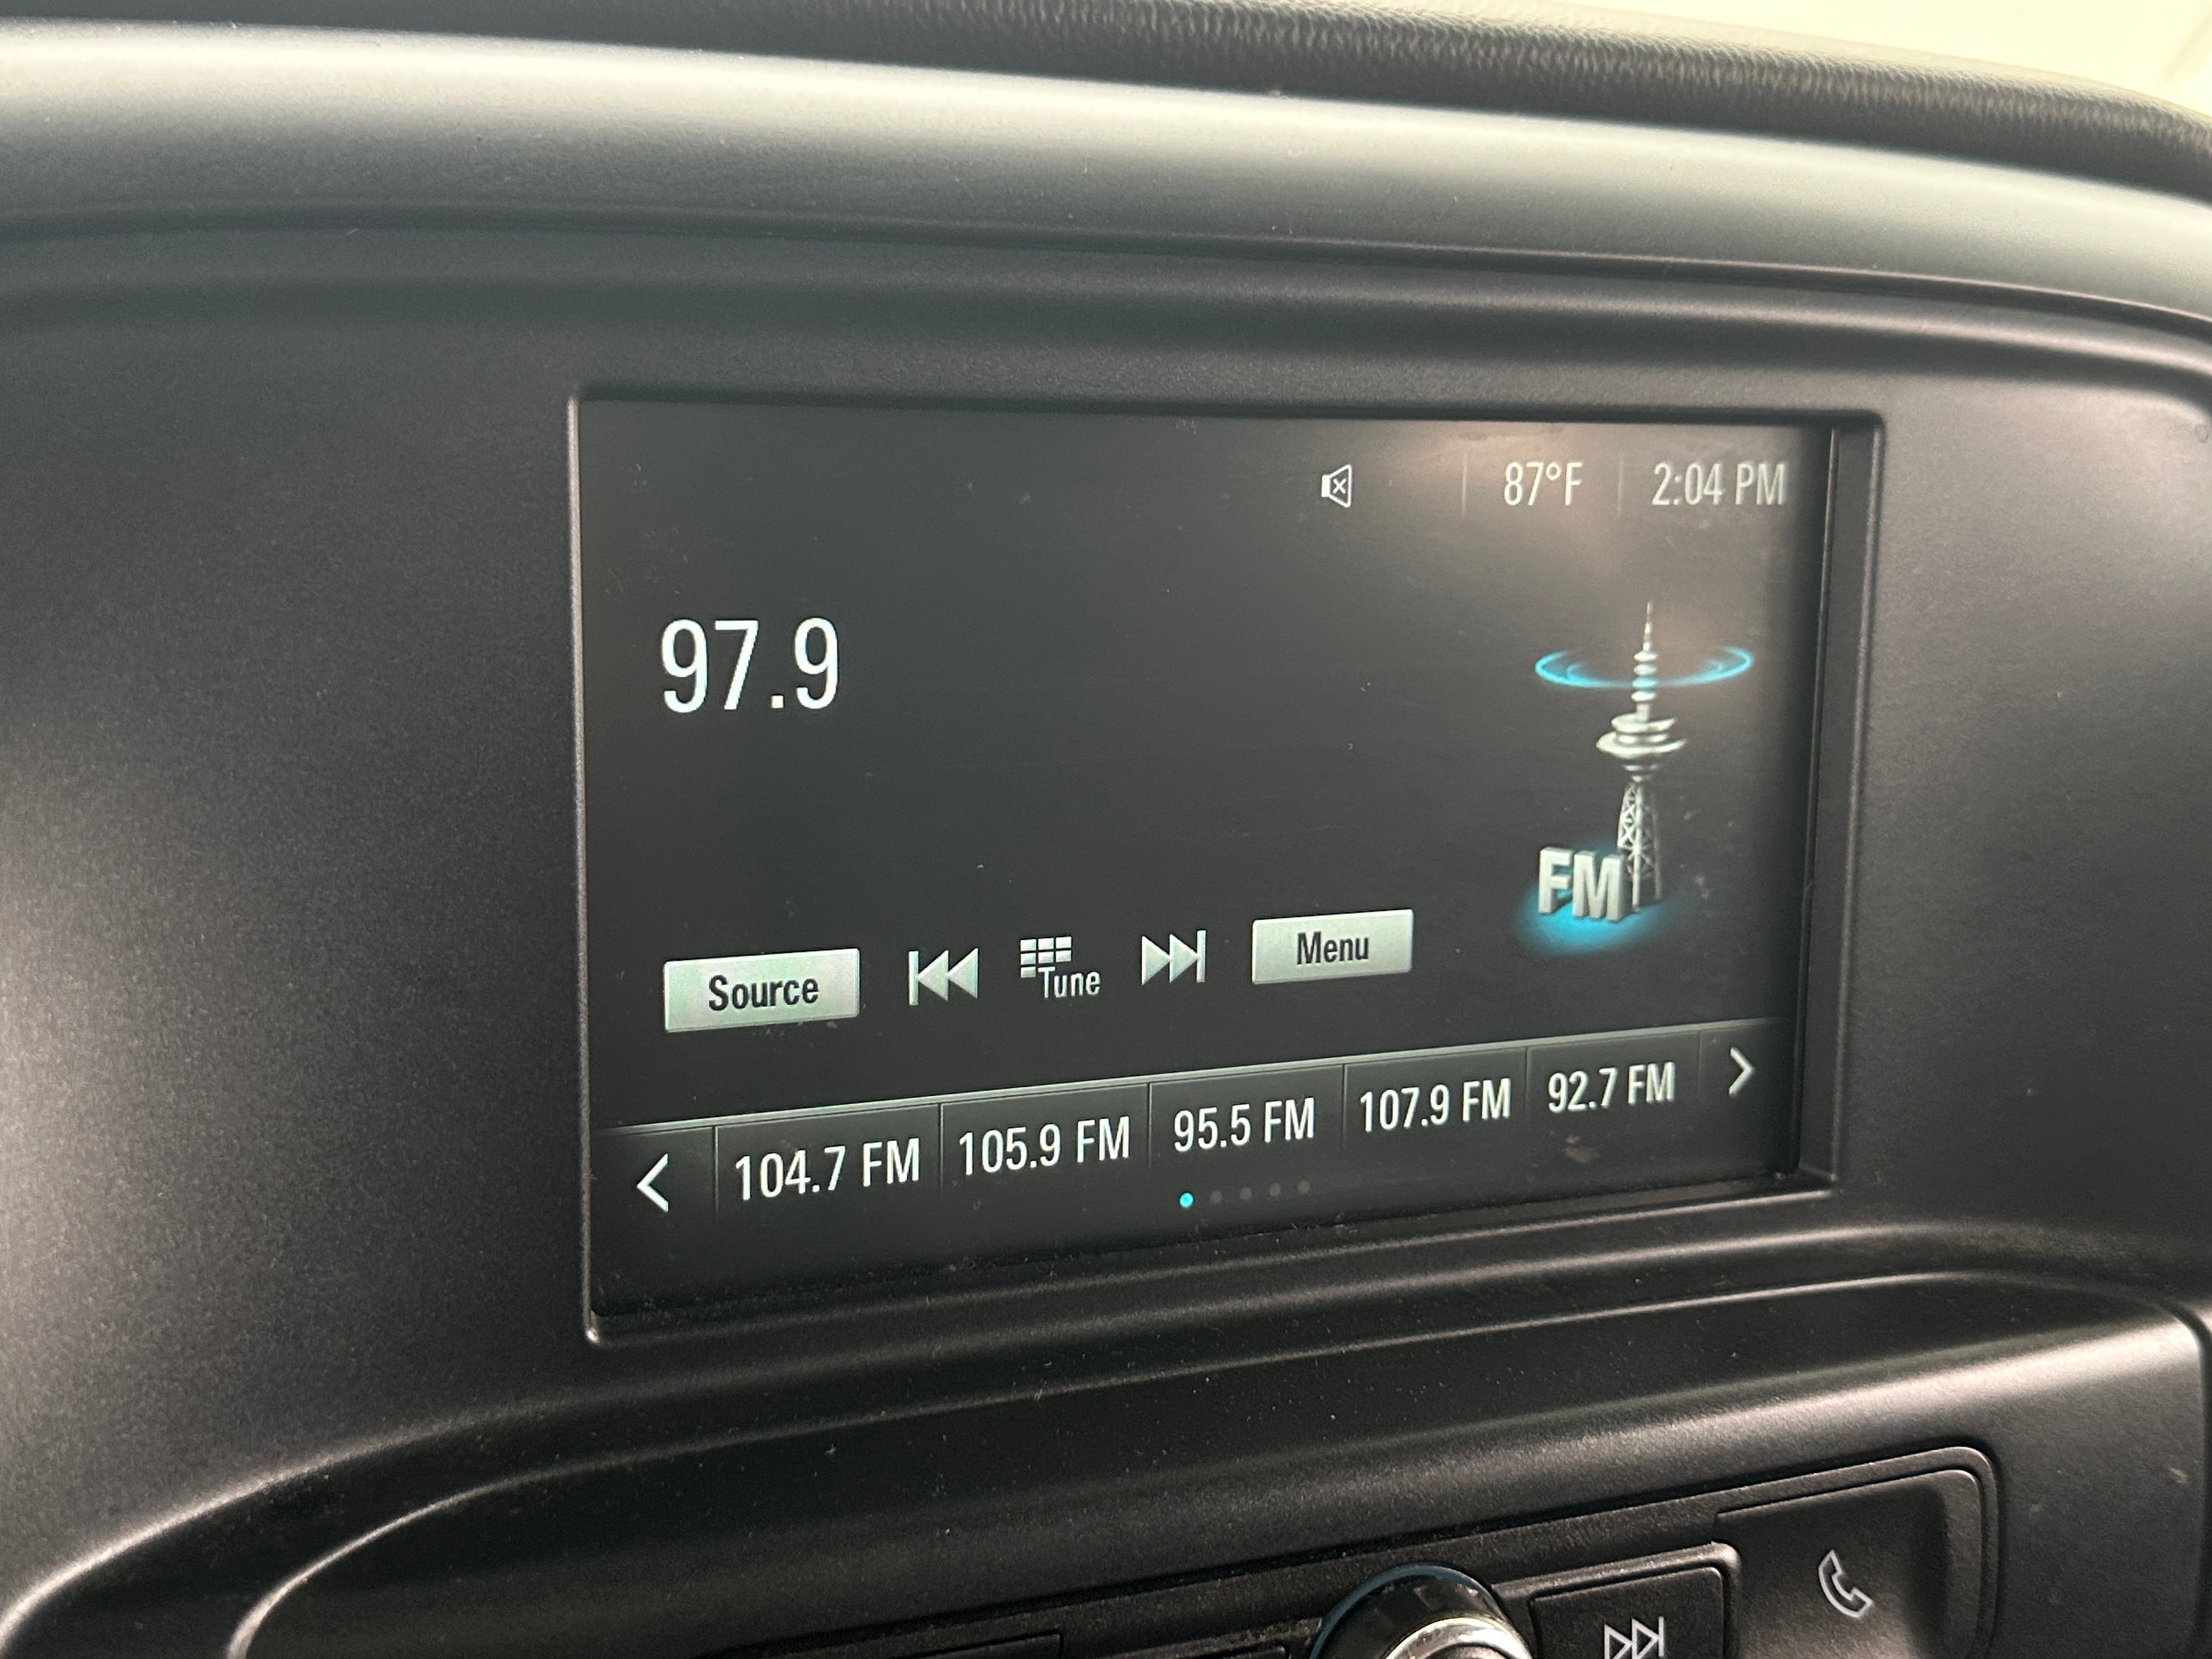 87°F 2:04 PM
97.9
FM
Source Tune Menu
104.7 FM 105.9 FM 95.5 FM 107.9 FM 92.7 FM